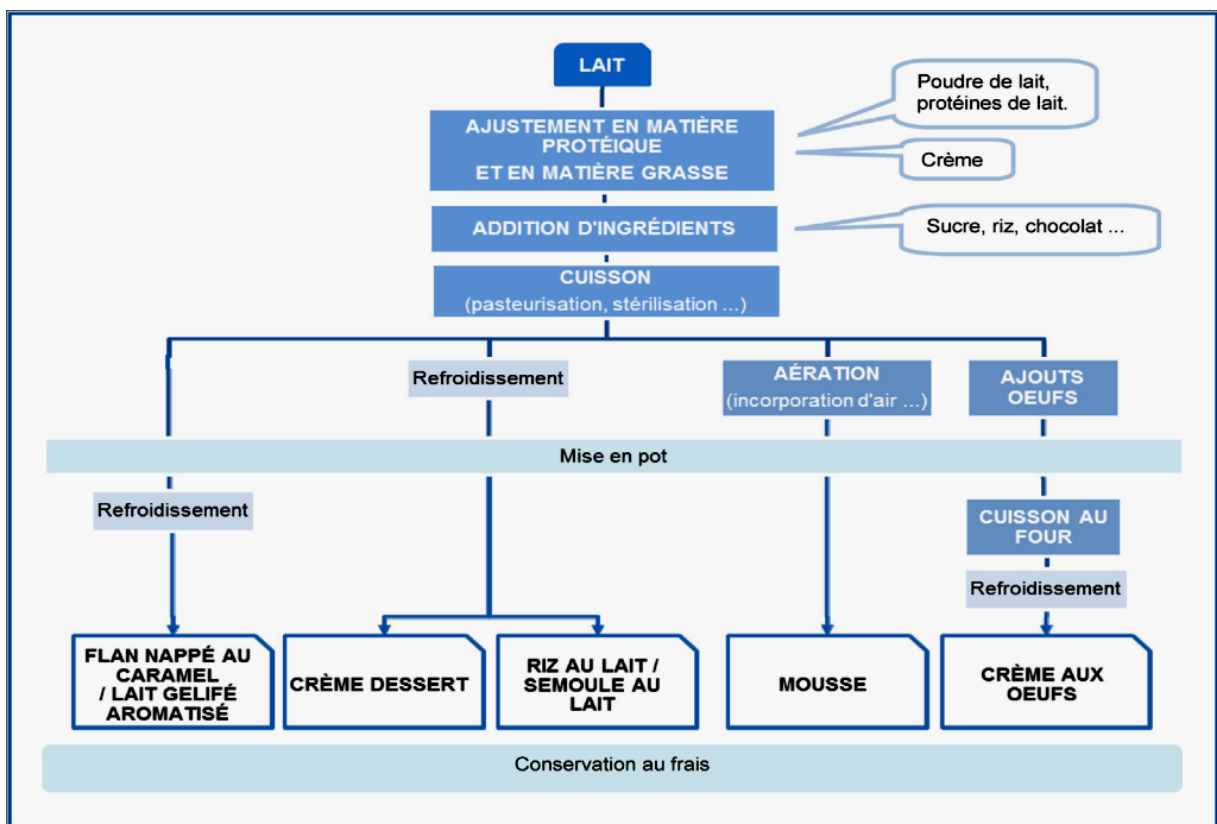 LAIT
Poudre de lait,
protéines de lait.
AJUSTEMENT EN MATIÈRE
PROTÉIQUE
ET EN MATIÈRE GRASSE
Crème
ADDITION D'INGRÉDIENTS
Sucre, riz, chocolat ...
CUISSON
(pasteurisation, stérilisation ...)
Refroidissement
AÉRATION
(incorporation d'air ...)
AJOUTS
OEUFS
Mise en pot
Refroidissement
CUISSON AU
FOUR
Refroidissement
FLAN NAPPÉ AU
CARAMEL
/ LAIT GELIFÉ
AROMATISÉ
CRÈME DESSERT
RIZ AU LAIT /
SEMOULE AU
LAIT
MOUSSE
CRÈME AUX
OEUFS
Conservation au frais